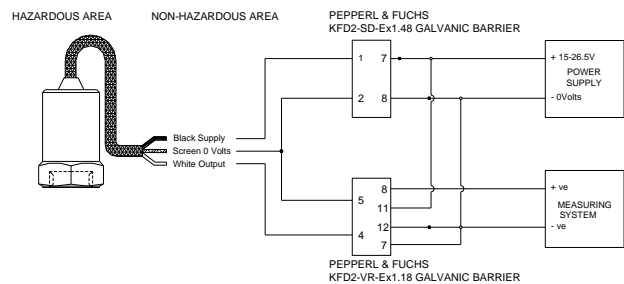 HAZARDOUS AREA
NON-HAZARDOUS AREA
PEPPERL & FUCHS
KFD2-SD-Ex1.48 GALVANIC BARRIER
1
7
2
8
+ 15-26.5V
POWER
SUPPLY
- 0Volts
Black Supply
Screen 0 Volts
White Output
5
4
8
11
12
7
+ ve
MEASURING
SYSTEM
- ve
PEPPERL & FUCHS
KFD2-VR-Ex1.18 GALVANIC BARRIER